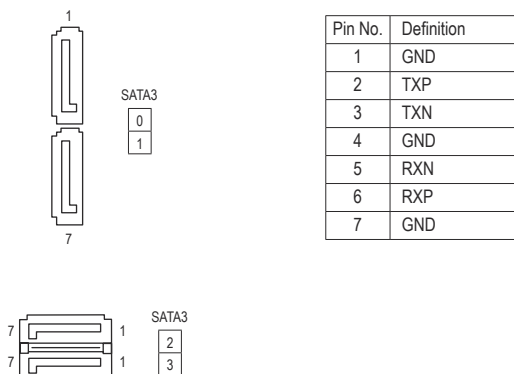 1
SATA3
0
1
7
Pin No. Definition
1 GND
2 TXP
3 TXN
4 GND
5 RXN
6 RXP
7 GND
SATA3
7 1 2
7 1 3